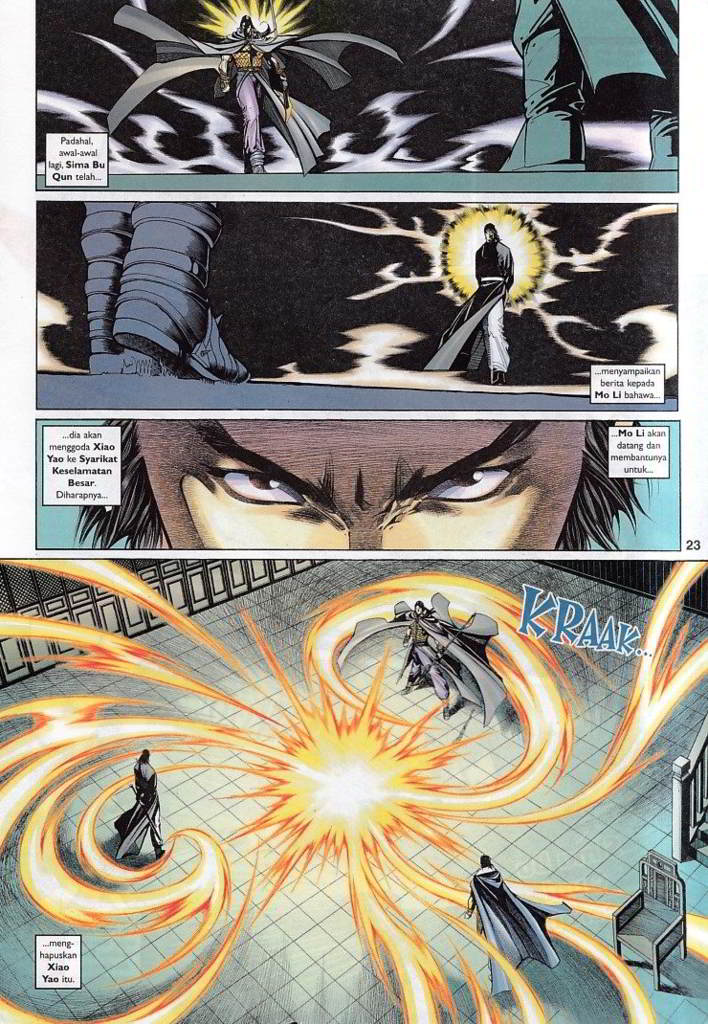 Padahal,
awal-awal
lagi, Sima Bu
Qun telah...
...menyampaikan
berita kepada
Mo Li bahawa...
...dia akan
menggoda Xiao
Yao ke Syarikat
Keselamatan
Besar.
Diharapnya...
...Mo Li akan
datang dan
membantunya
untuk...
23
KRAAK...
...meng-
hapuskan
Xiao
Yao itu.